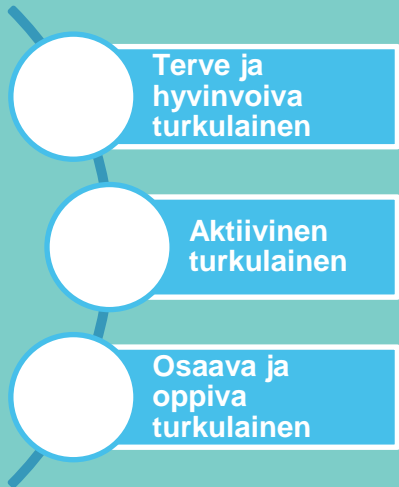 Terve ja
hyvinvoiva
turkulainen
Aktiivinen
turkulainen
Osaava ja
oppiva
turkulainen